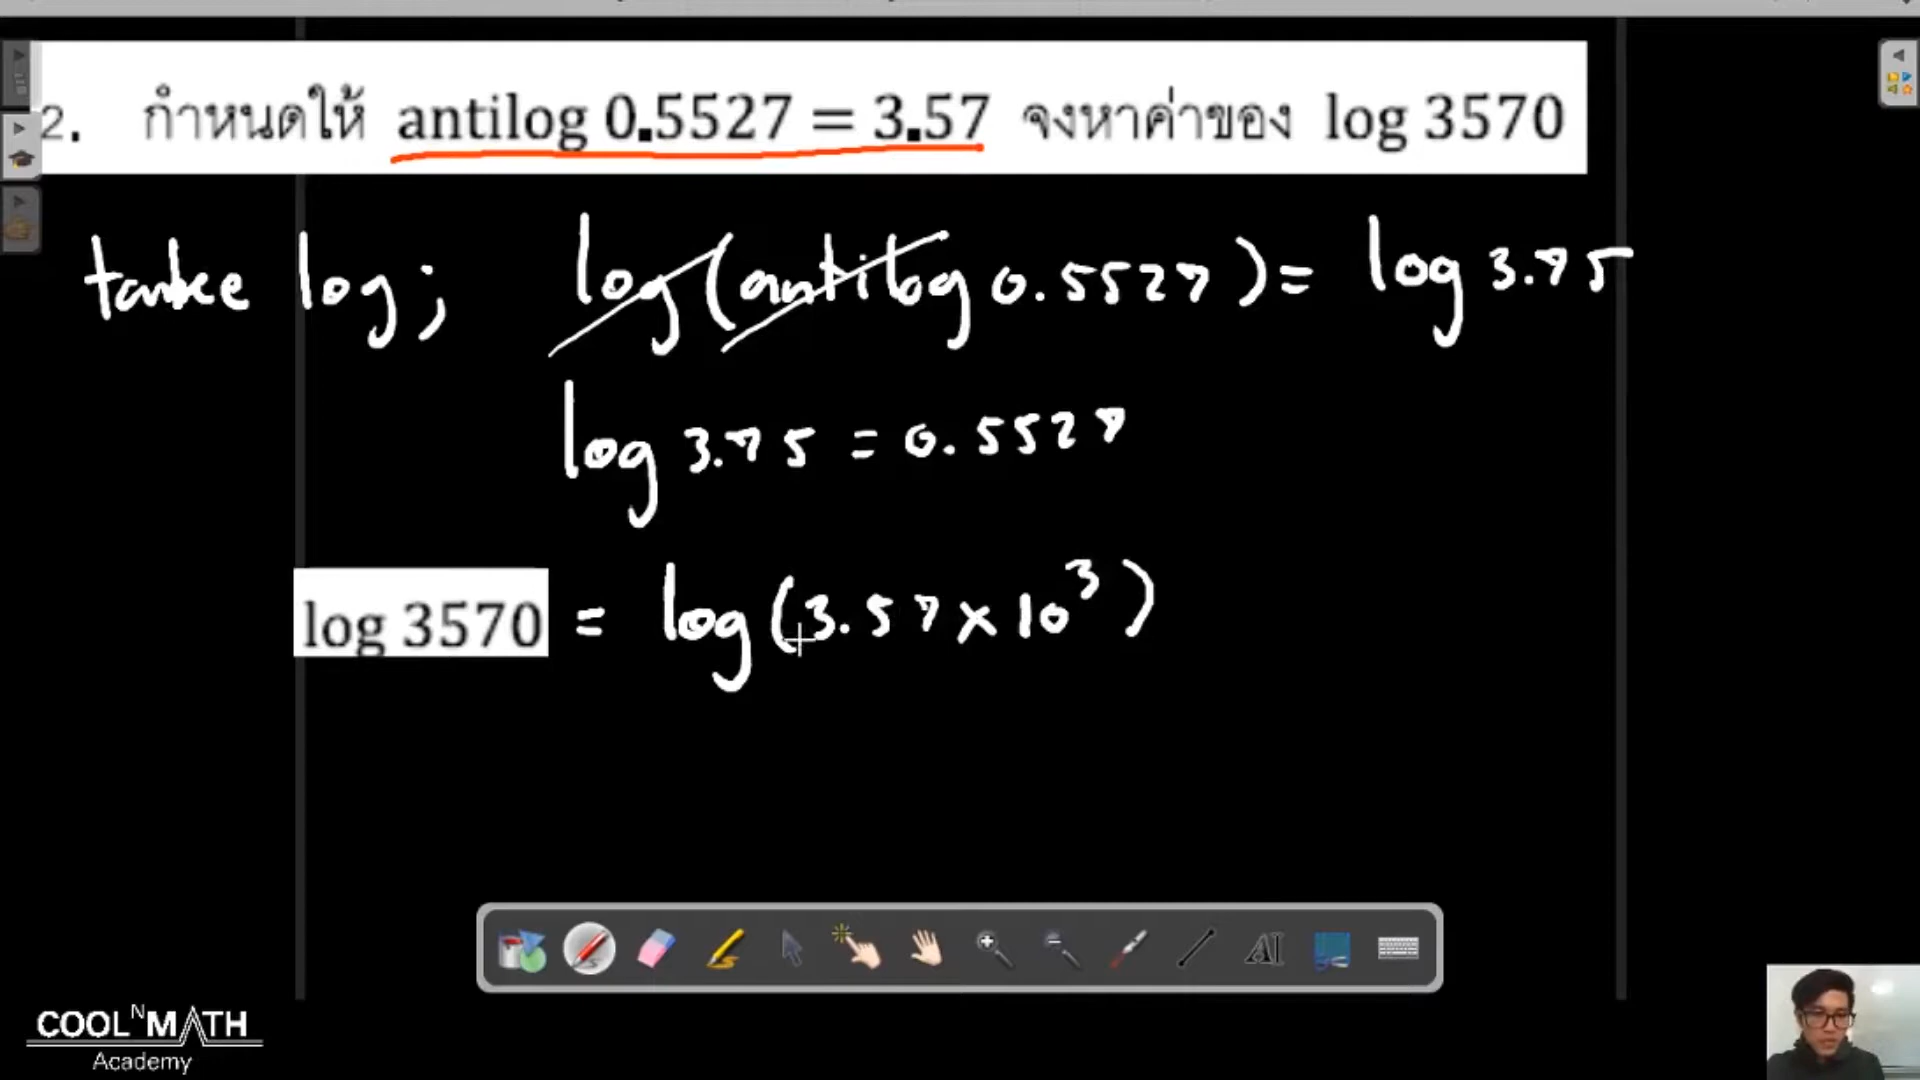 2. กำหนดให้ antilog 0.5527 = 3.57 จงหาค่าของ log 3570
take log; log(antilog 0.5527) = log 3.75
log 3.75 = 0.5527
log 3570 = log(3.57 × 10³)
AI
COOLᴺMATH
Academy